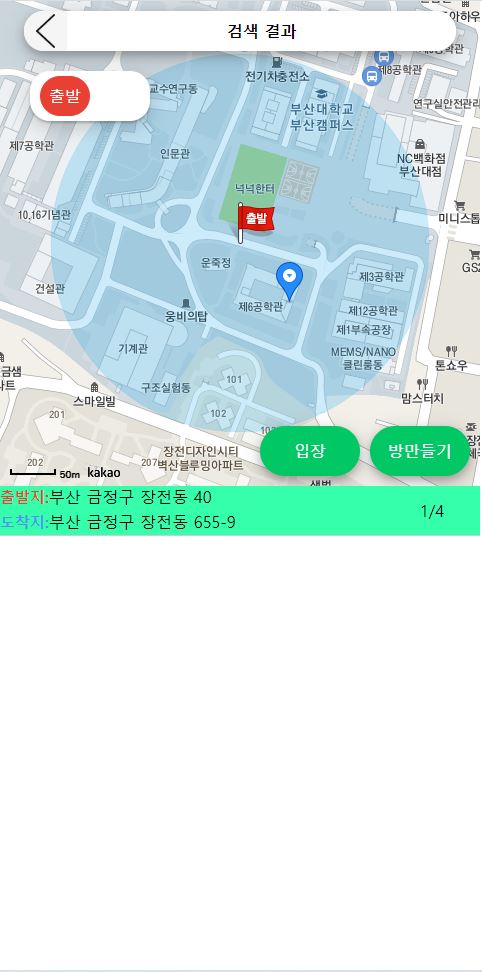 검색 결과
출발
전기차충전소
제8공학관
교수연구동
부산대학교
부산캠퍼스
연구실안전관리
제7공학관
인문관
NC백화점
부산대점
넉넉한터
10.16기념관
출발
미니스톱
운죽정
GS2
건설관
제6공학관
제3공학관
웅비의탑
제12공학관
제1부속공장
기계관
MEMS/NANO
클린룸동
톤쇼우
구조실험동
101
맘스터치
스마일빌
201
102
장전디자인시티
벽산블루밍아파트
입장
방만들기
202
207
50m
kakao
출발지:부산 금정구 장전동 40
도착지:부산 금정구 장전동 655-9
1/4